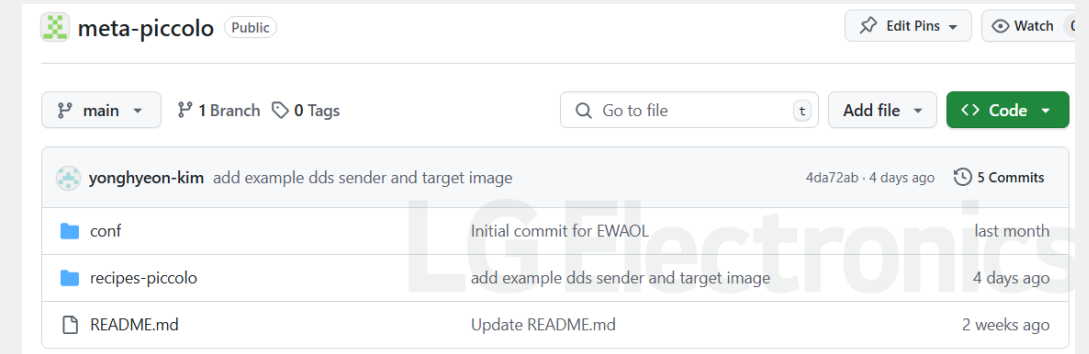 meta-piccolo Public Edit Pins Watch
main 1 Branch 0 Tags Go to file t Add file Code
yonghyeon-kim add example dds sender and target image 4da72ab · 4 days ago 5 Commits
conf Initial commit for EWAOL last month
LG Electronics
recipes-piccolo add example dds sender and target image 4 days ago
README.md Update README.md 2 weeks ago